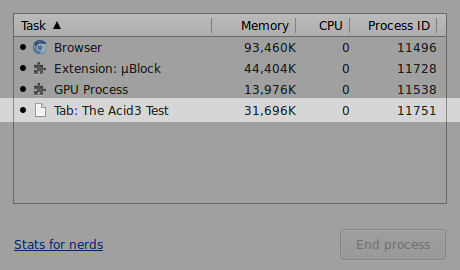 Task ▲ Memory CPU Process ID
Browser 93,460K 0 11496
Extension: µBlock 44,404K 0 11728
GPU Process 13,976K 0 11538
Tab: The Acid3 Test 31,696K 0 11751
Stats for nerds End process